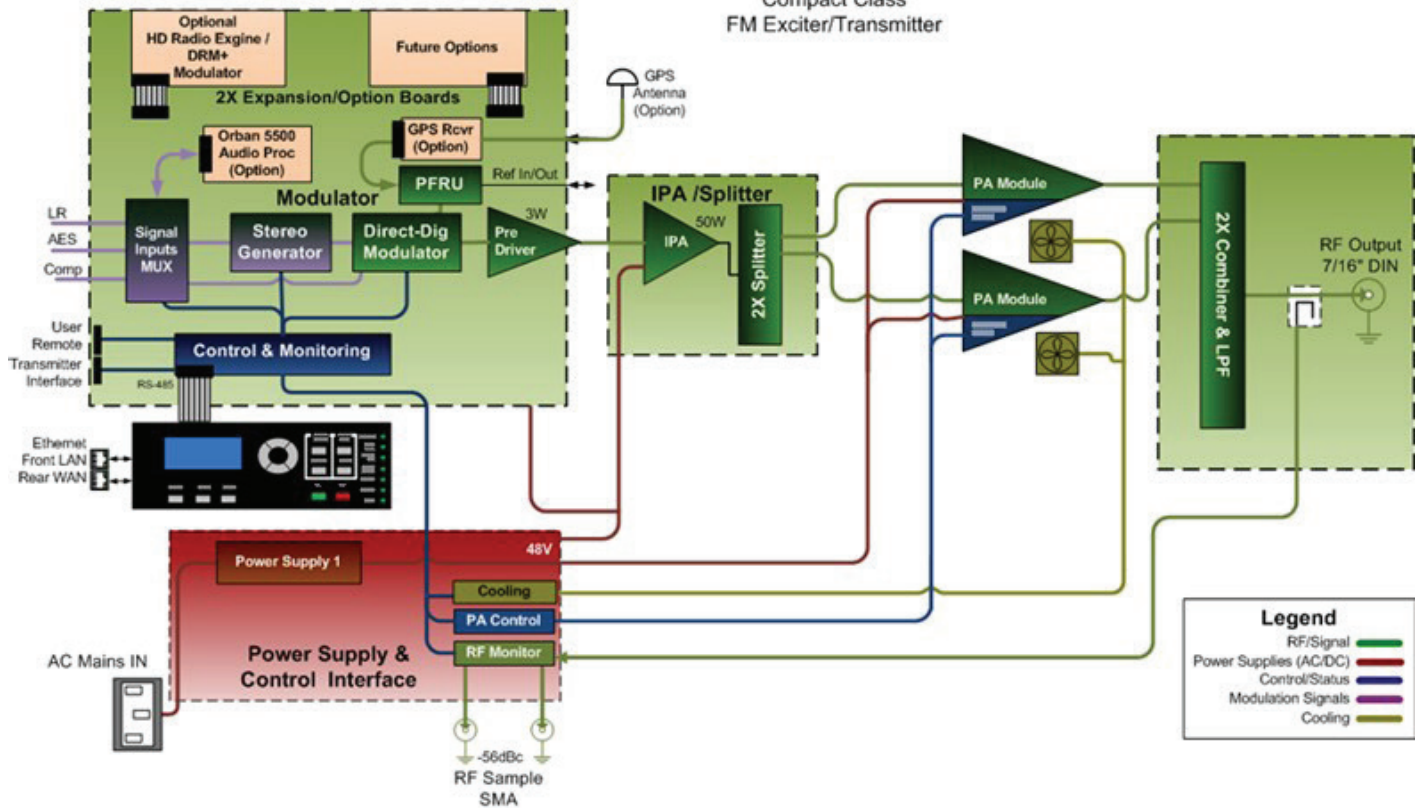 Compact Class
FM Exciter/Transmitter
Optional
HD Radio Exgine /
DRM+
Modulator
Future Options
2X Expansion/Option Boards
GPS
Antenna
(Option)
Orban 5500
Audio Proc
(Option)
GPS Rcvr
(Option)
PFRU
Ref In/Out
Modulator
LR
AES
Comp
Signal
Inputs
MUX
Stereo
Generator
Direct-Dig
Modulator
3W
Pre
Driver
IPA /Splitter
IPA
50W
2X Splitter
PA Module
PA Module
2X Combiner & LPF
RF Output
7/16" DIN
User
Remote
Transmitter
Interface
RS-485
Control & Monitoring
Ethernet
Front LAN
Rear WAN
48V
Power Supply 1
Cooling
PA Control
RF Monitor
Power Supply &
Control Interface
AC Mains IN
-56dBc
RF Sample
SMA
Legend
RF/Signal
Power Supplies (AC/DC)
Control/Status
Modulation Signals
Cooling